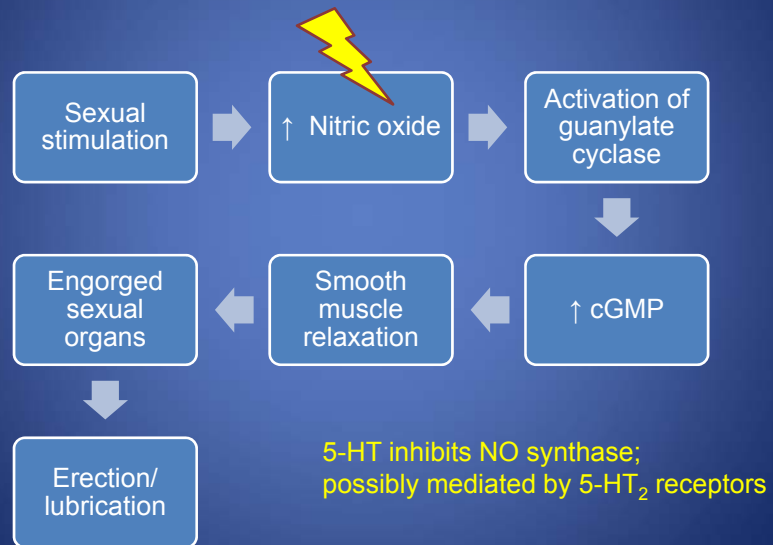 Sexual
stimulation
↑ Nitric oxide
Activation of
guanylate
cyclase
↑ cGMP
Smooth
muscle
relaxation
Engorged
sexual
organs
Erection/
lubrication
5-HT inhibits NO synthase;
possibly mediated by 5-HT₂ receptors